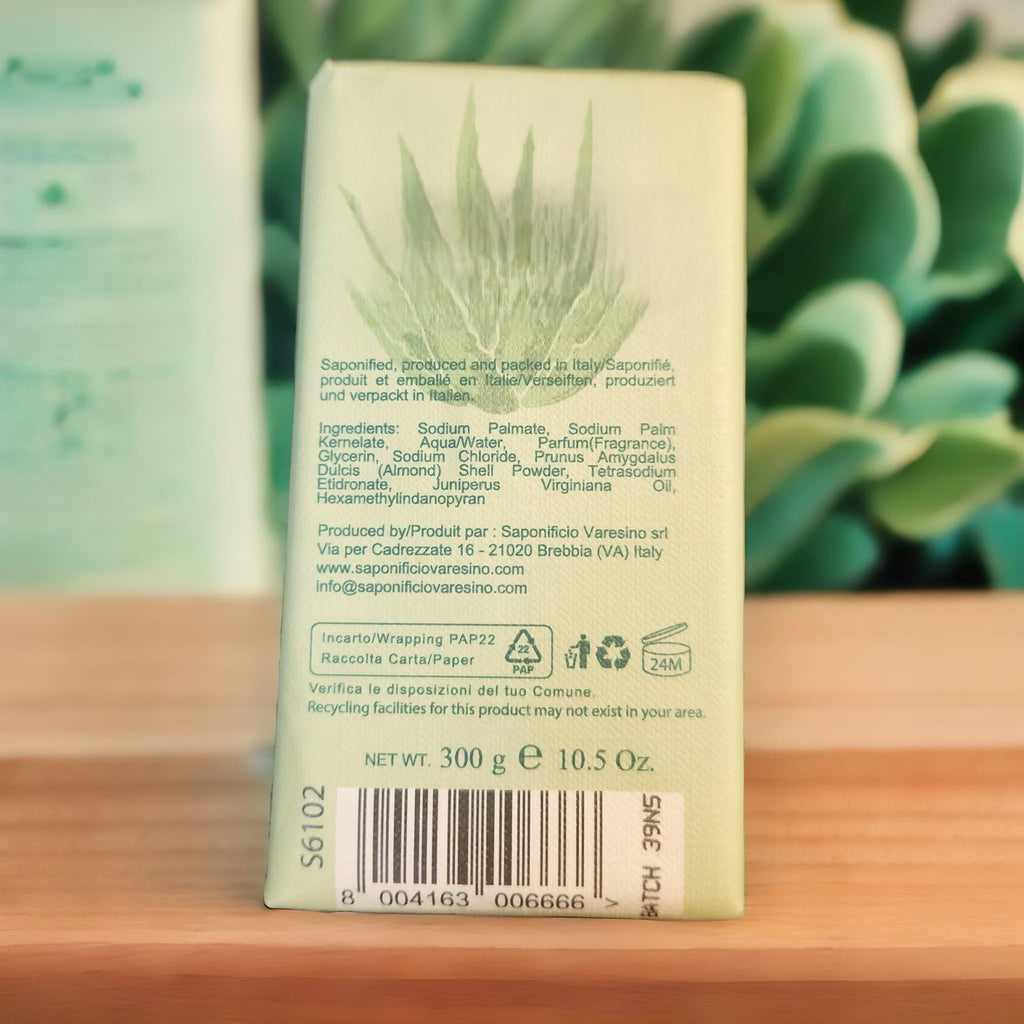 Saponified, produced and packed in Italy/Saponifié,
produit et emballé en Italie/Verseiften, produziert
und verpackt in Italien.
Ingredients: Sodium Palmate, Sodium Palm
Kernelate, Aqua/Water, Parfum(Fragrance),
Glycerin, Sodium Chloride, Prunus Amygdalus
Dulcis (Almond) Shell Powder, Tetrasodium
Etidronate, Juniperus Virginiana Oil,
Hexamethylindanopyran
Produced by/Produit par : Saponificio Varesino srl
Via per Cadrezzate 16 - 21020 Brebbia (VA) Italy
www.saponificiovaresino.com
info@saponificiovaresino.com
Incarto/Wrapping PAP22
Raccolta Carta/Paper
22
PAP
24M
Verifica le disposizioni del tuo Comune.
Recycling facilities for this product may not exist in your area.
NET WT. 300 g e 10.5 Oz.
S6102
8 004163 006666 >
BATCH 39N5